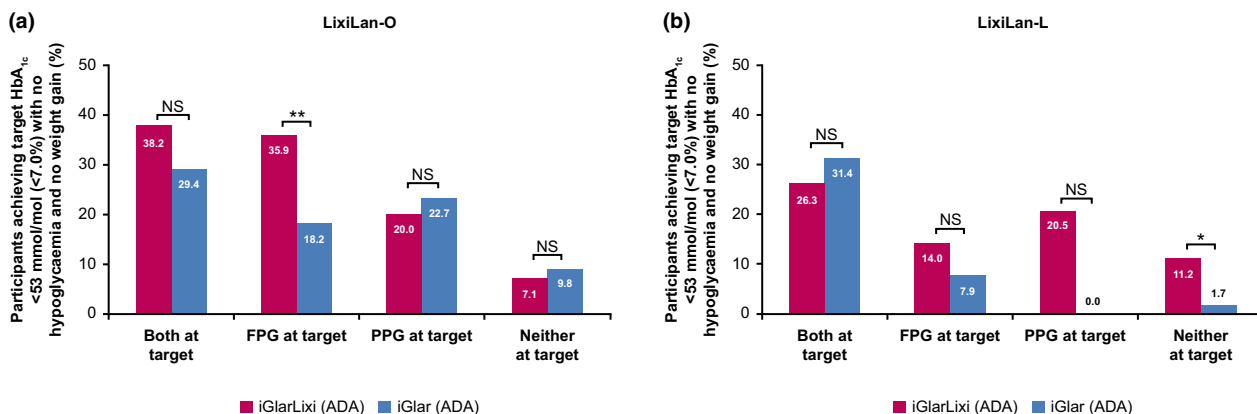 (a)
LixiLan-O
Participants achieving target HbA1c
<53 mmol/mol (<7.0%) with no
hypoglycaemia and no weight gain (%)
50
40
30
20
10
0
NS
38.2
29.4
**
35.9
18.2
NS
20.0
22.7
NS
7.1
9.8
Both at
target
FPG at target
PPG at target
Neither
at target
iGlarLixi (ADA)
iGlar (ADA)
(b)
LixiLan-L
Participants achieving target HbA1c
<53 mmol/mol (<7.0%) with no
hypoglycaemia and no weight gain (%)
50
40
30
20
10
0
NS
26.3
31.4
NS
14.0
7.9
NS
20.5
0.0
*
11.2
1.7
Both at
target
FPG at target
PPG at target
Neither
at target
iGlarLixi (ADA)
iGlar (ADA)